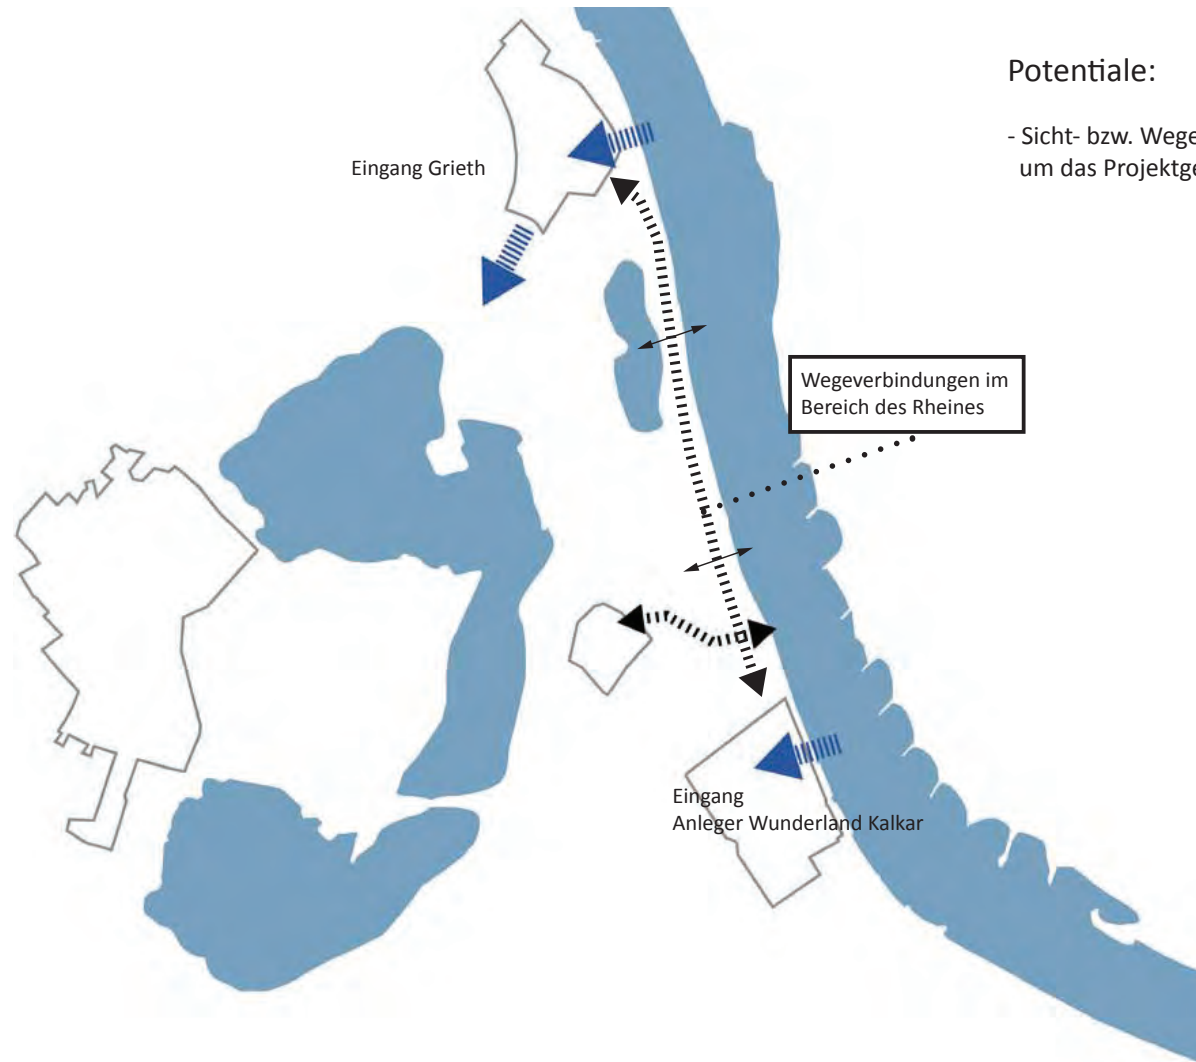 Potentiale:
- Sicht- bzw. Wege
um das Projektge
Eingang Grieth
Wegeverbindungen im
Bereich des Rheines
Eingang
Anleger Wunderland Kalkar